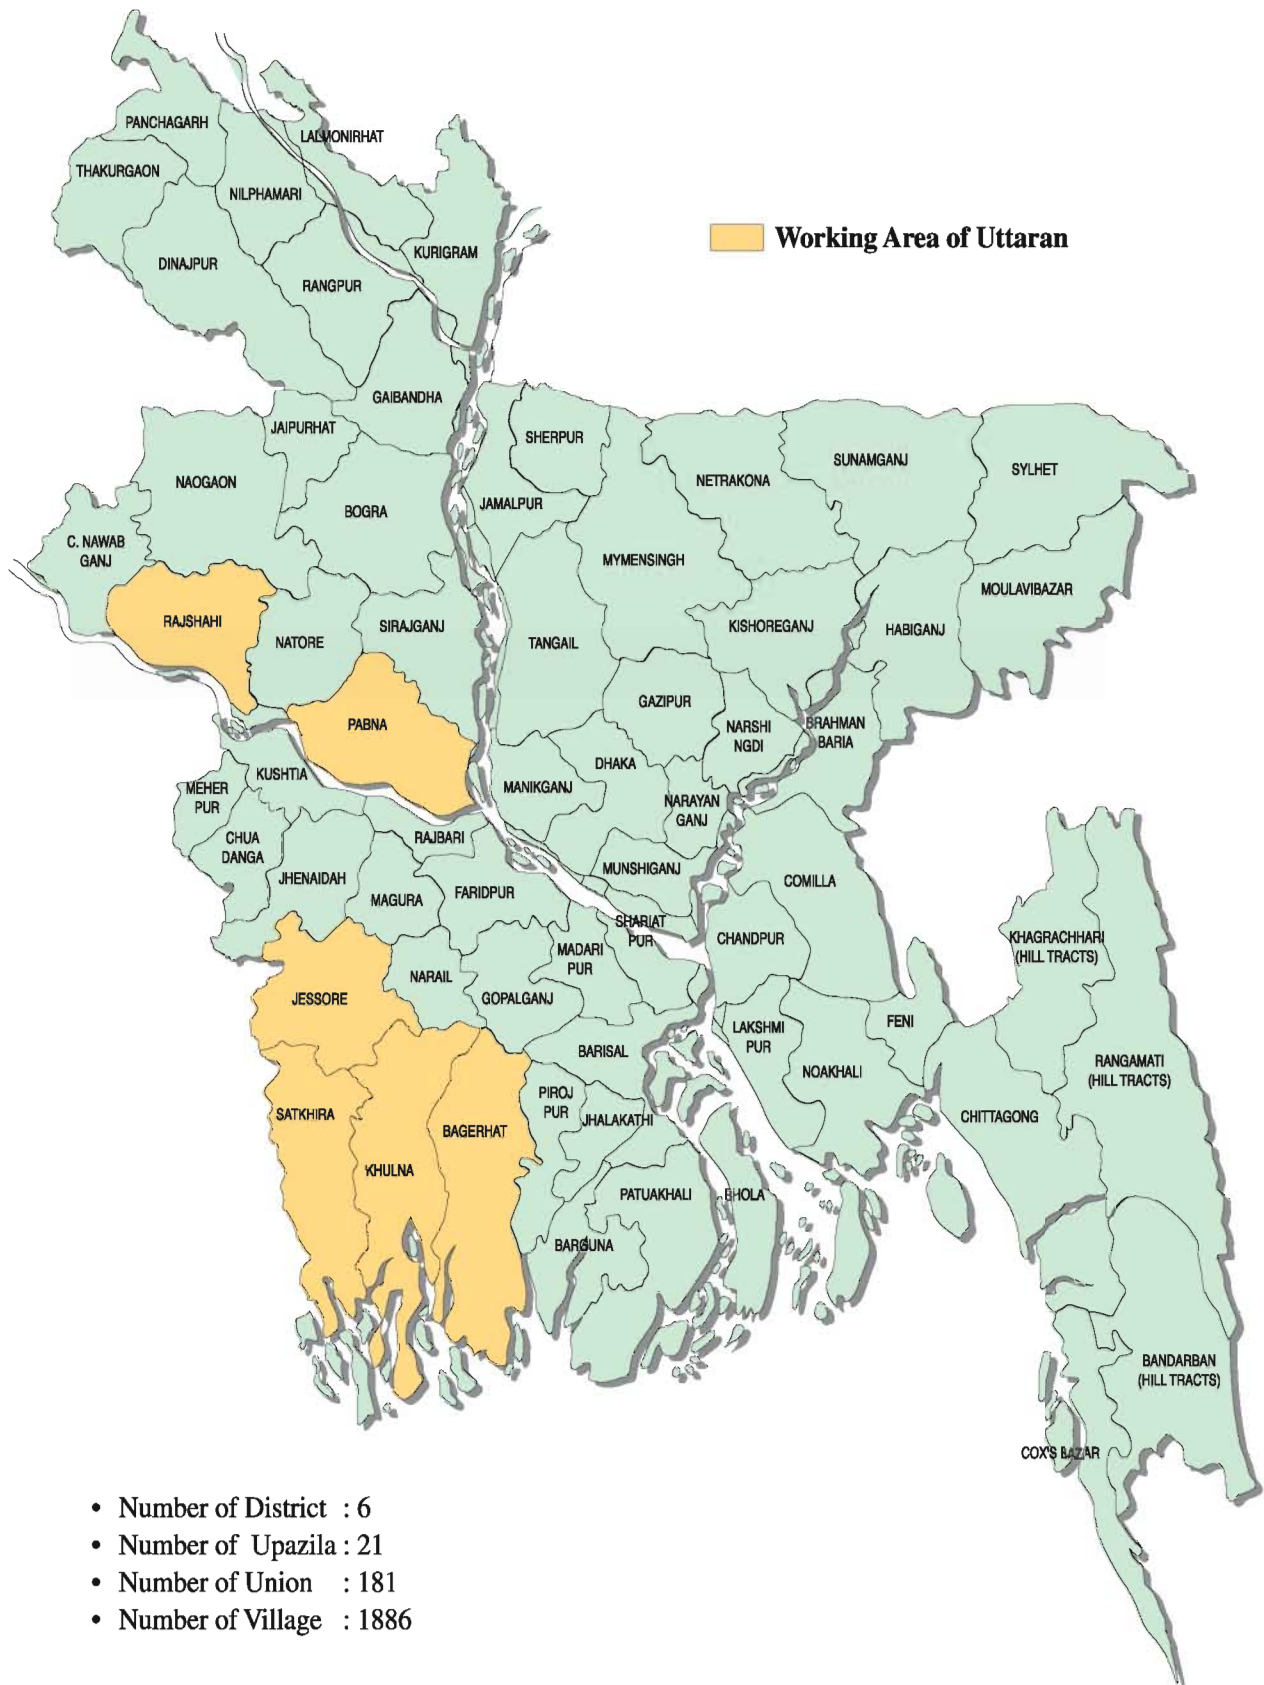 PANCHAGARH
LALMONIRHAT
THAKURGAON
NILPHAMARI
KURIGRAM
DINAJPUR
RANGPUR
Working Area of Uttaran
GAIBANDHA
JAIPURHAT
SHERPUR
NAOGAON
BOGRA
JAMALPUR
NETRAKONA
SUNAMGANJ
SYLHET
C. NAWAB
GANJ
MYMENSINGH
MOULAVIBAZAR
RAJSHAHI
NATORE
SIRAJGANJ
TANGAIL
KISHOREGANJ
HABIGANJ
PABNA
GAZIPUR
NARSHI
NGDI
BRAHMAN
BARIA
KUSHTIA
MEHER
PUR
MANIKGANJ
DHAKA
NARAYAN
GANJ
CHUA
DANGA
RAJBARI
JHENAIDAH
MAGURA
FARIDPUR
MUNSHIGANJ
COMILLA
SHARIAT
PUR
CHANDPUR
KHAGRACHHARI
(HILL TRACTS)
JESSORE
NARAIL
GOPALGANJ
MADARI
PUR
LAKSHMI
PUR
FENI
BARISAL
NOAKHALI
RANGAMATI
(HILL TRACTS)
SATKHIRA
BAGERHAT
PIROJ
PUR
JHALAKATHI
CHITTAGONG
KHULNA
PATUAKHALI
BHOLA
BARGUNA
BANDARBAN
(HILL TRACTS)
COX'S BAZAR
• Number of District : 6
• Number of Upazila : 21
• Number of Union : 181
• Number of Village : 1886